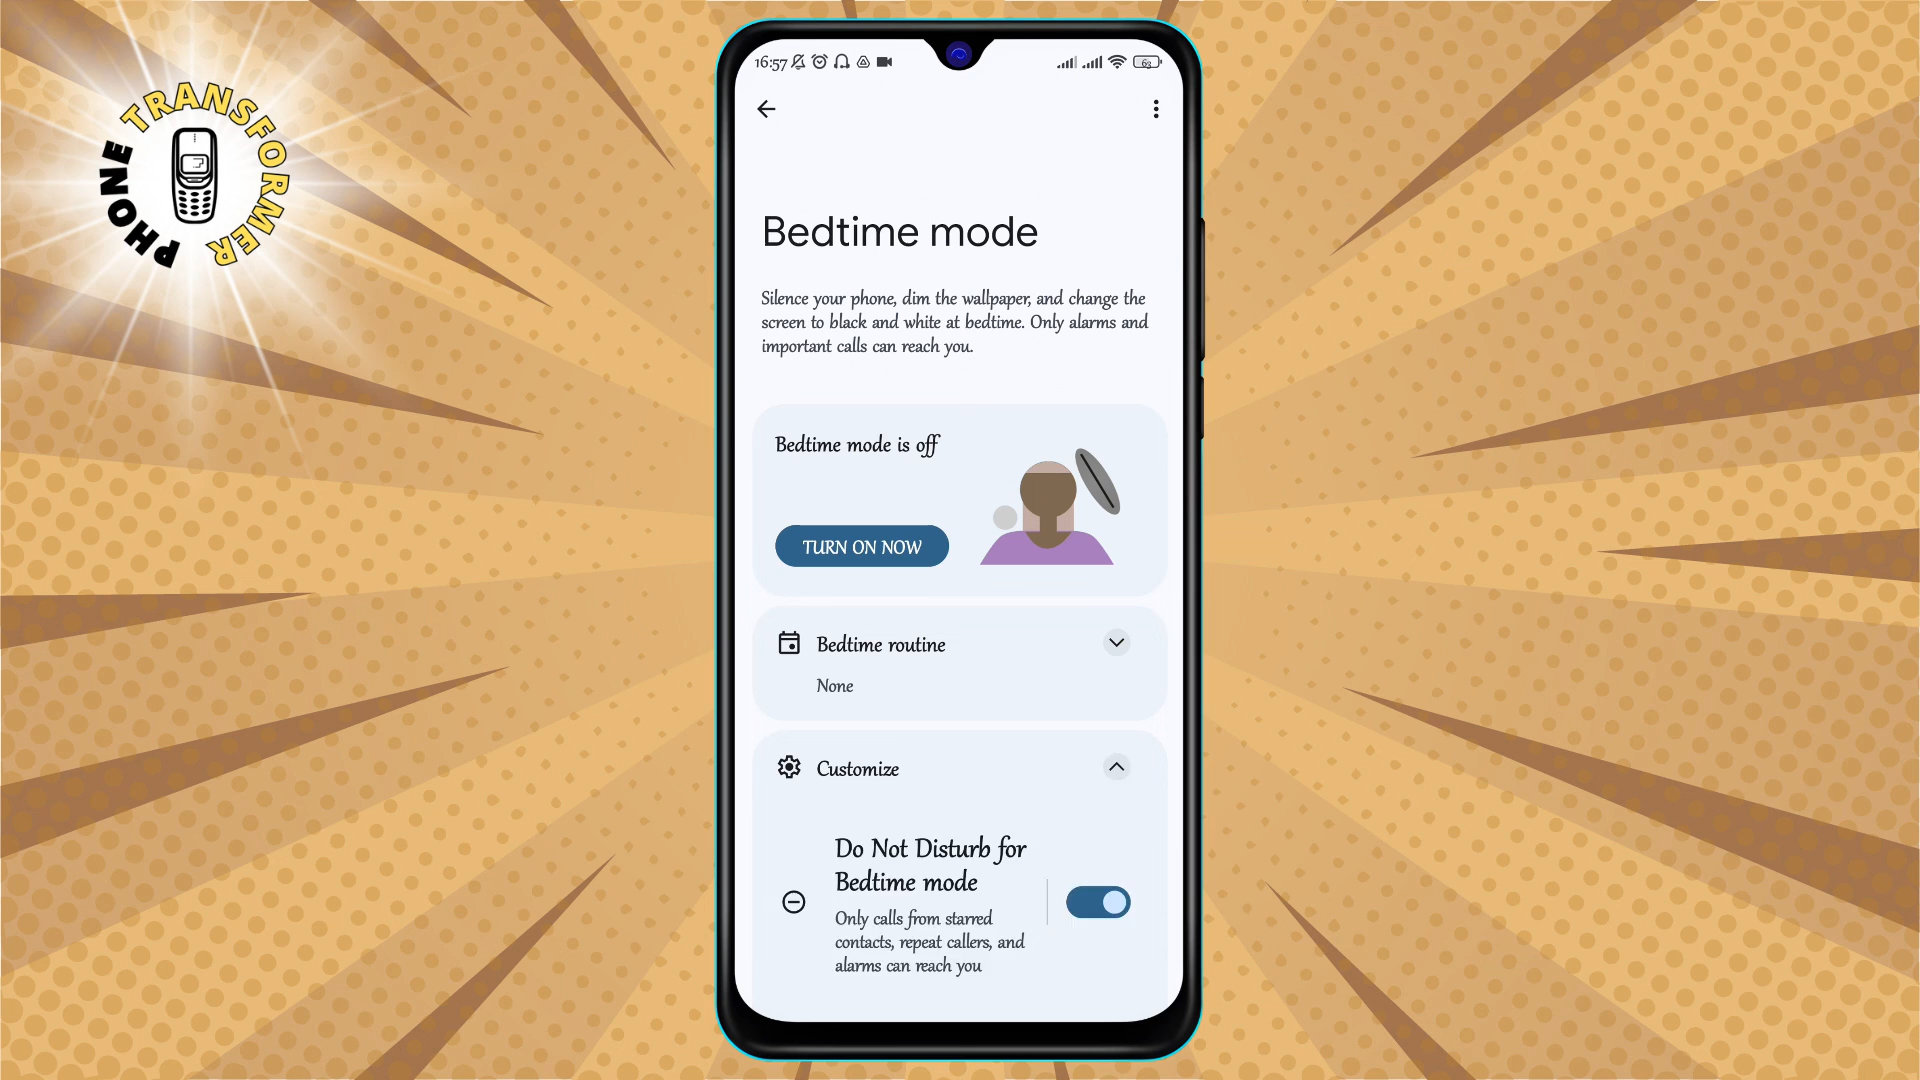 PHONE TRANSFORMER
16:57
63
Bedtime mode
Silence your phone, dim the wallpaper, and change the
screen to black and white at bedtime. Only alarms and
important calls can reach you.
Bedtime mode is off
TURN ON NOW
Bedtime routine
None
Customize
Do Not Disturb for
Bedtime mode
Only calls from starred
contacts, repeat callers, and
alarms can reach you